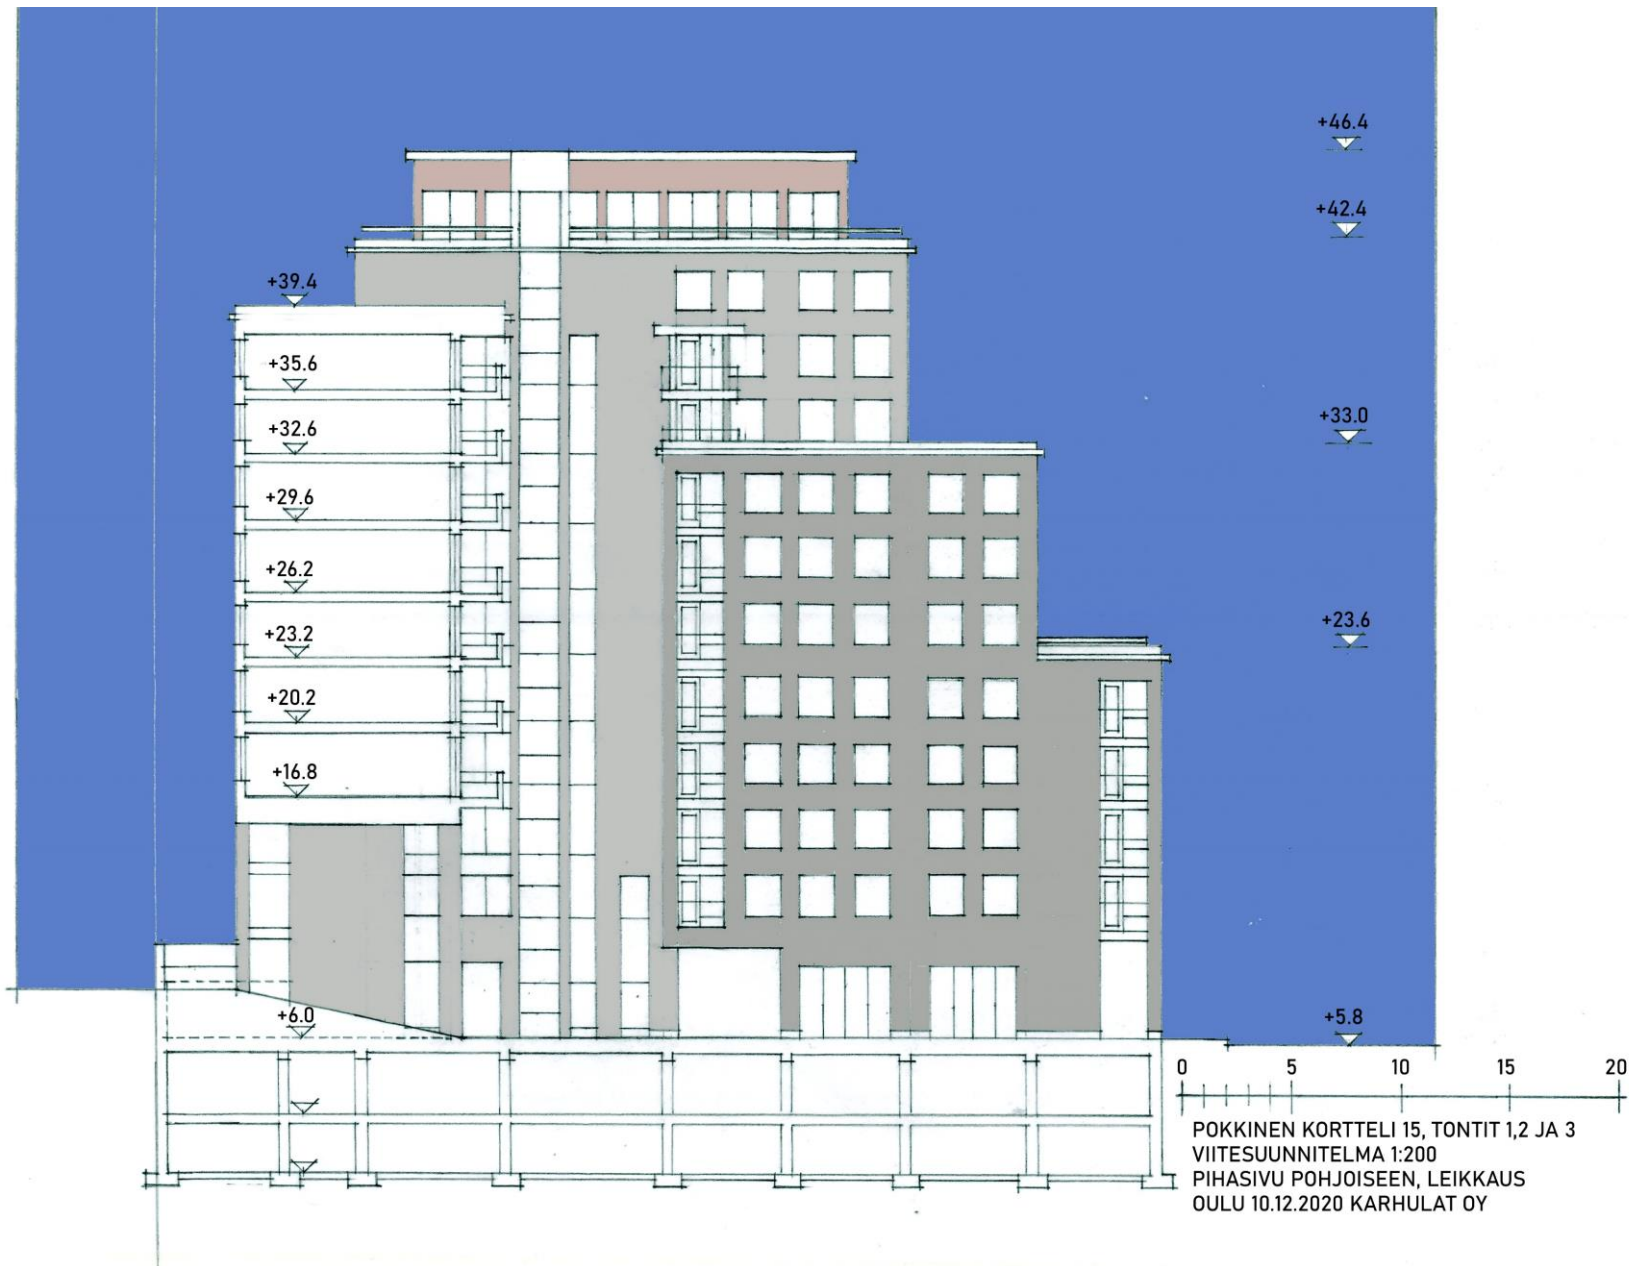 +46.4
+42.4
+39.4
+35.6
+33.0
+32.6
+29.6
+26.2
+23.6
+23.2
+20.2
+16.8
+6.0
+5.8
0 5 10 15 20
POKKINEN KORTTELI 15, TONTIT 1,2 JA 3
VIITESUUNNITELMA 1:200
PIHASIVU POHJOISEEN, LEIKKAUS
OULU 10.12.2020 KARHULAT OY